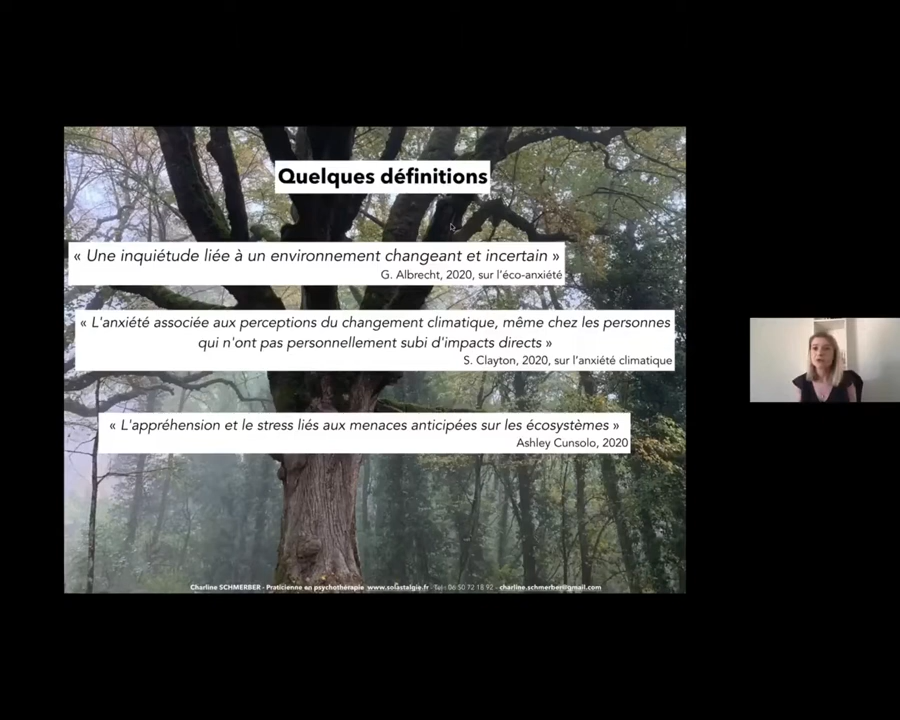 Quelques définitions
« Une inquiétude liée à un environnement changeant et incertain »
G. Albrecht, 2020, sur l'éco-anxiété
« L'anxiété associée aux perceptions du changement climatique, même chez les personnes
qui n'ont pas personnellement subi d'impacts directs »
S. Clayton, 2020, sur l'anxiété climatique
« L'appréhension et le stress liés aux menaces anticipées sur les écosystèmes »
Ashley Cunsolo, 2020
Charline SCHMERBER - Praticienne en psychothérapie www.solastalgie.fr - Tel : 06 50 72 18 92 - charline.schmerber@gmail.com